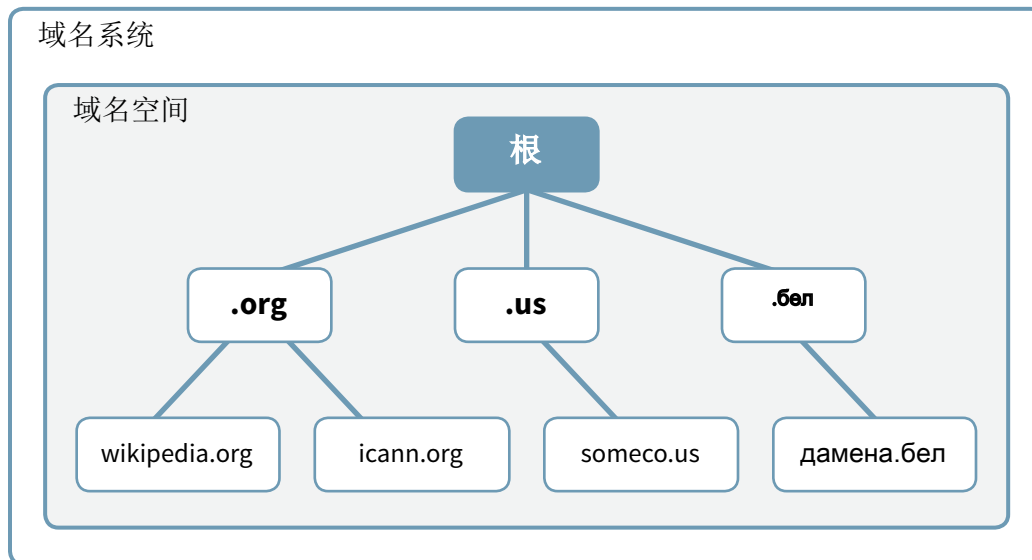 域名系统
域名空间
根
.org
.us
.бел
wikipedia.org
icann.org
someco.us
дамена.бел